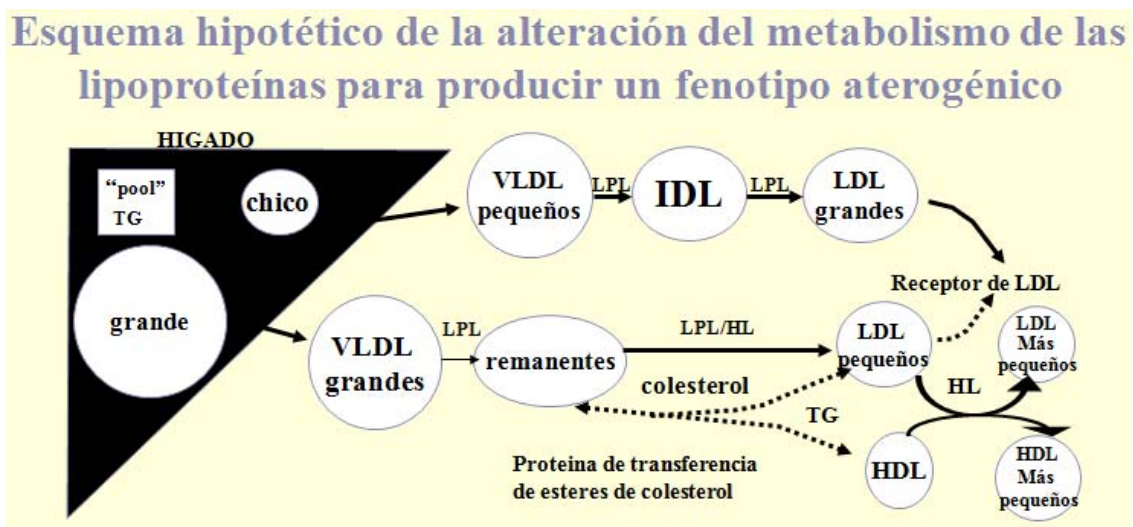 Esquema hipotético de la alteración del metabolismo de las
lipoproteínas para producir un fenotipo aterogénico
HIGADO
“pool”
TG
chico
grande
VLDL
pequeños
LPL
IDL
LPL
LDL
grandes
Receptor de LDL
VLDL
grandes
LPL
remanentes
LPL/HL
LDL
pequeños
LDL
Más
pequeños
colesterol
HL
TG
HDL
HDL
Más
pequeños
Proteina de transferencia
de esteres de colesterol